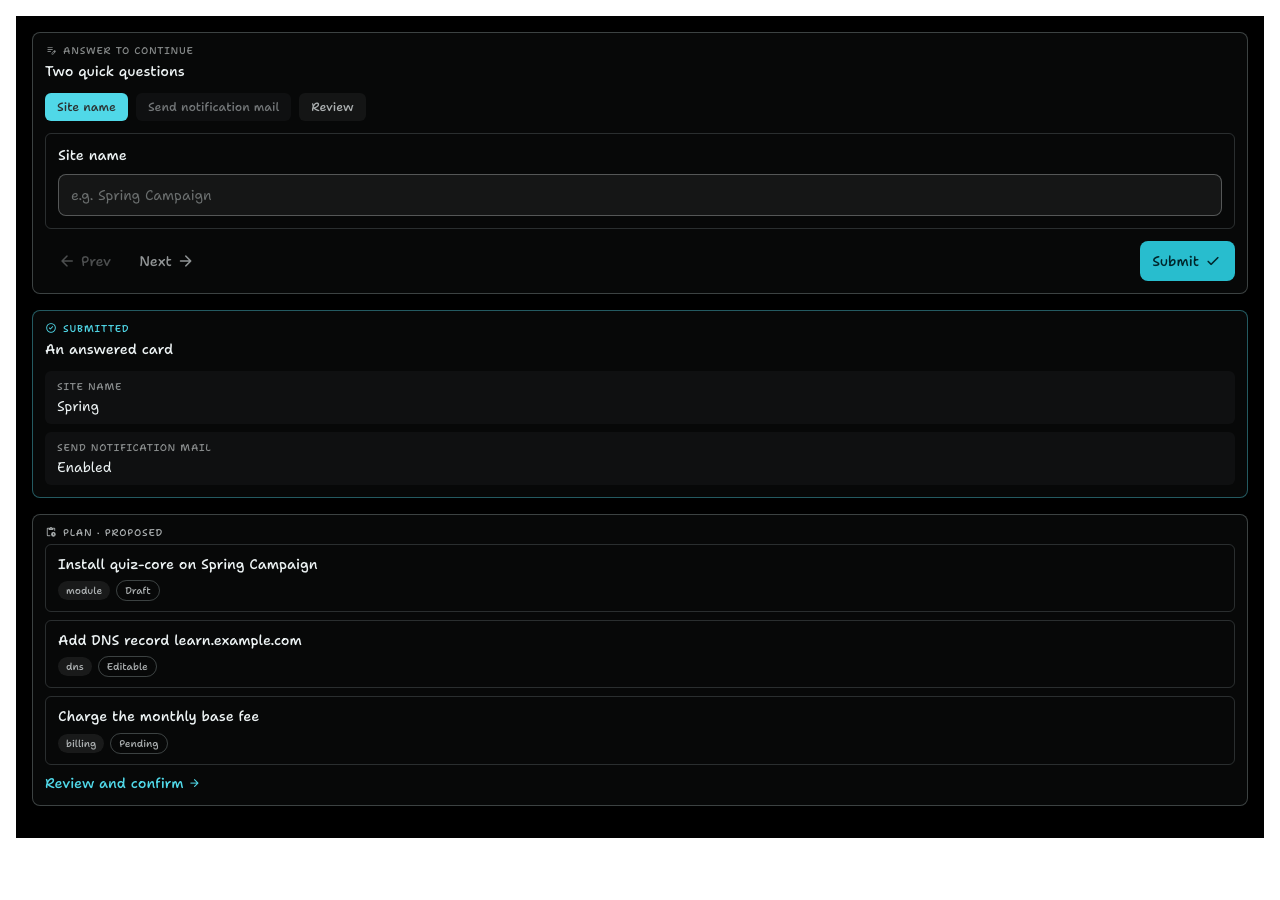 ANSWER TO CONTINUE
Two quick questions
Site name Send notification mail Review
Site name
e.g. Spring Campaign
Prev Next Submit
SUBMITTED
An answered card
SITE NAME
Spring
SEND NOTIFICATION MAIL
Enabled
PLAN · PROPOSED
Install quiz-core on Spring Campaign
module Draft
Add DNS record learn.example.com
dns Editable
Charge the monthly base fee
billing Pending
Review and confirm →